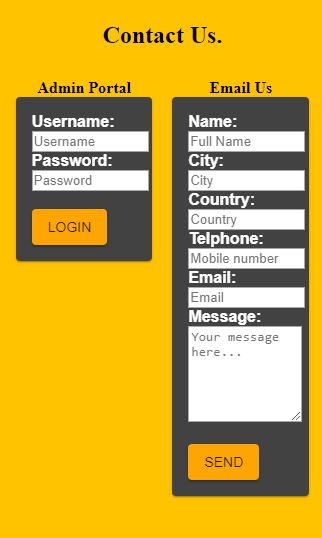 Contact Us.
Admin Portal
Username:
Username
Password:
Password
LOGIN
Email Us
Name:
Full Name
City:
City
Country:
Country
Telphone:
Mobile number
Email:
Email
Message:
Your message
here...
SEND